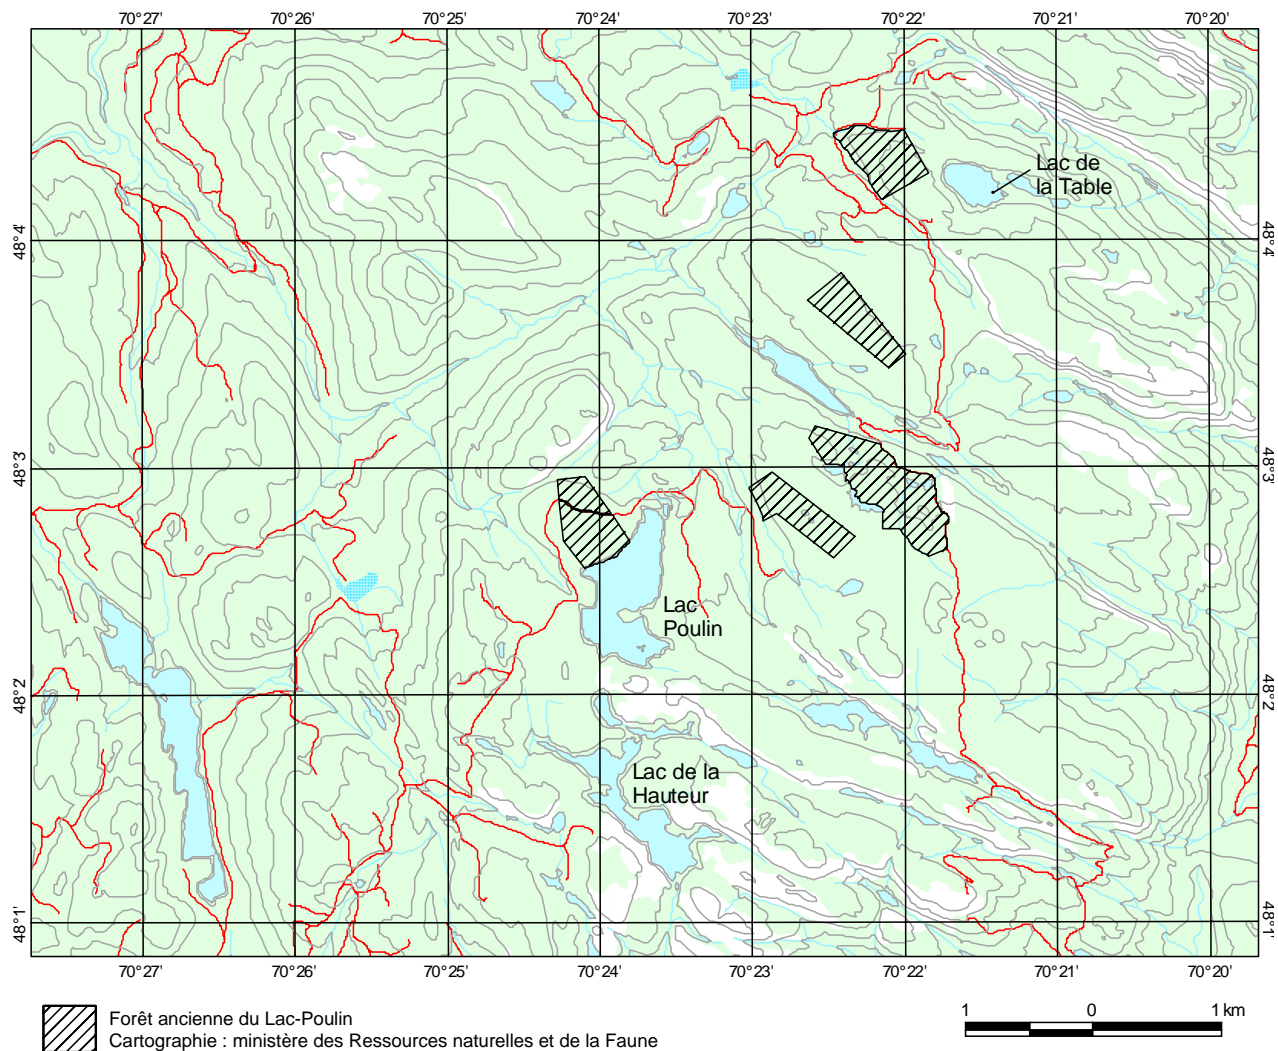 70°27' 70°26' 70°25' 70°24' 70°23' 70°22' 70°21' 70°20'
Lac de
la Table
48°4' 48°4'
48°3' 48°3'
Lac
Poulin
48°2' 48°2'
Lac de la
Hauteur
48°1' 48°1'
70°27' 70°26' 70°25' 70°24' 70°23' 70°22' 70°21' 70°20'
1 0 1 km
Forêt ancienne du Lac-Poulin
Cartographie : ministère des Ressources naturelles et de la Faune